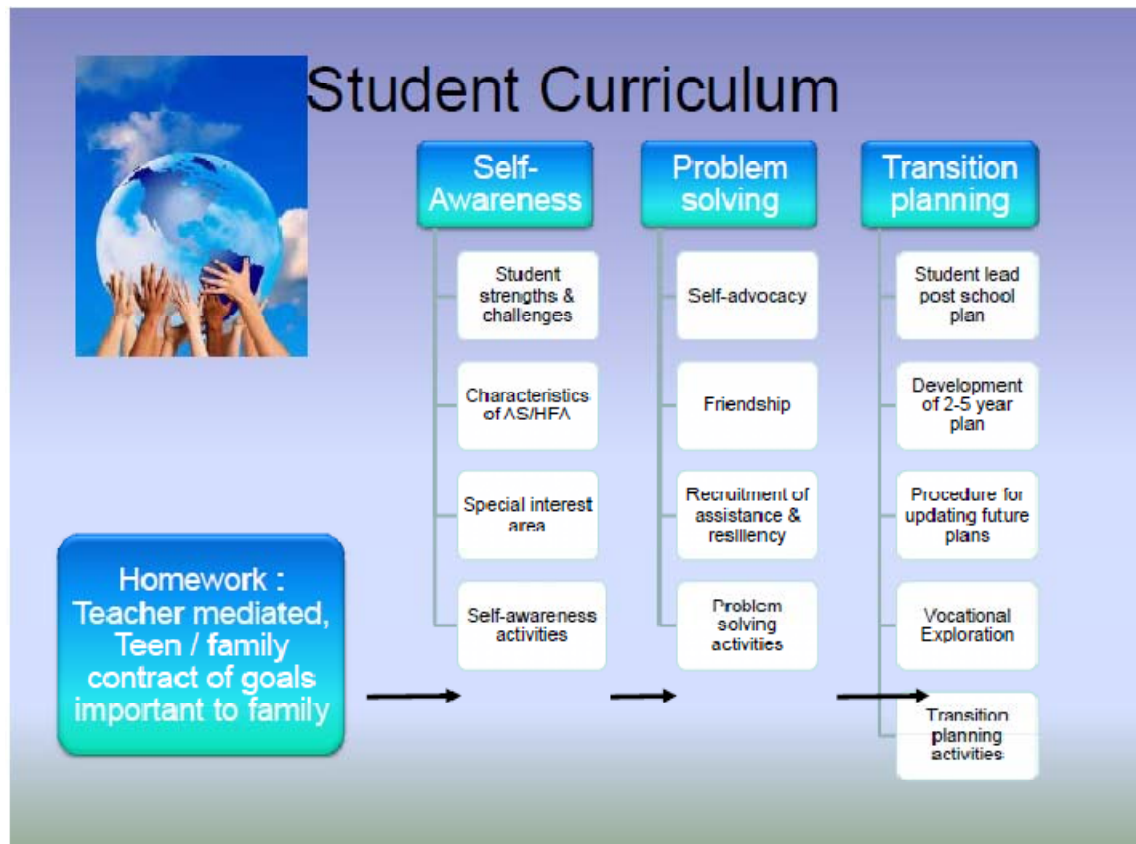 Student Curriculum
Self-
Awareness
Student
strengths &
challenges
Characteristics
of AS/HFA
Special interest
area
Self-awareness
activities
Problem
solving
Self-advocacy
Friendship
Recruitment of
assistance &
resiliency
Problem
solving
activities
Transition
planning
Student lead
post school
plan
Development
of 2-5 year
plan
Procedure for
updating future
plans
Vocational
Exploration
Transition
planning
activities
Homework :
Teacher mediated,
Teen / family
contract of goals
important to family